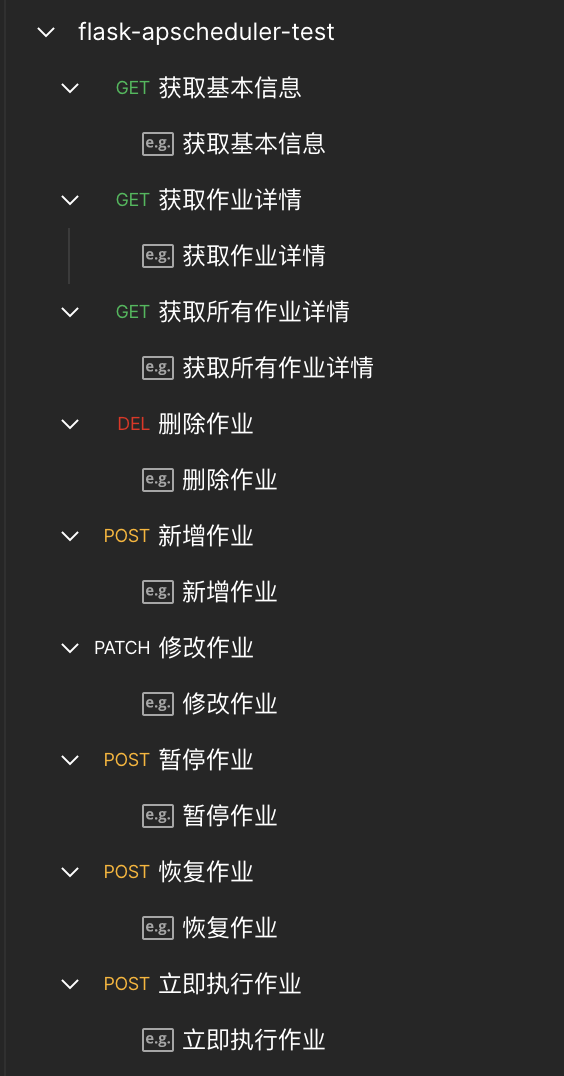 flask-apscheduler-test
GET 获取基本信息
e.g. 获取基本信息
GET 获取作业详情
e.g. 获取作业详情
GET 获取所有作业详情
e.g. 获取所有作业详情
DEL 删除作业
e.g. 删除作业
POST 新增作业
e.g. 新增作业
PATCH 修改作业
e.g. 修改作业
POST 暂停作业
e.g. 暂停作业
POST 恢复作业
e.g. 恢复作业
POST 立即执行作业
e.g. 立即执行作业